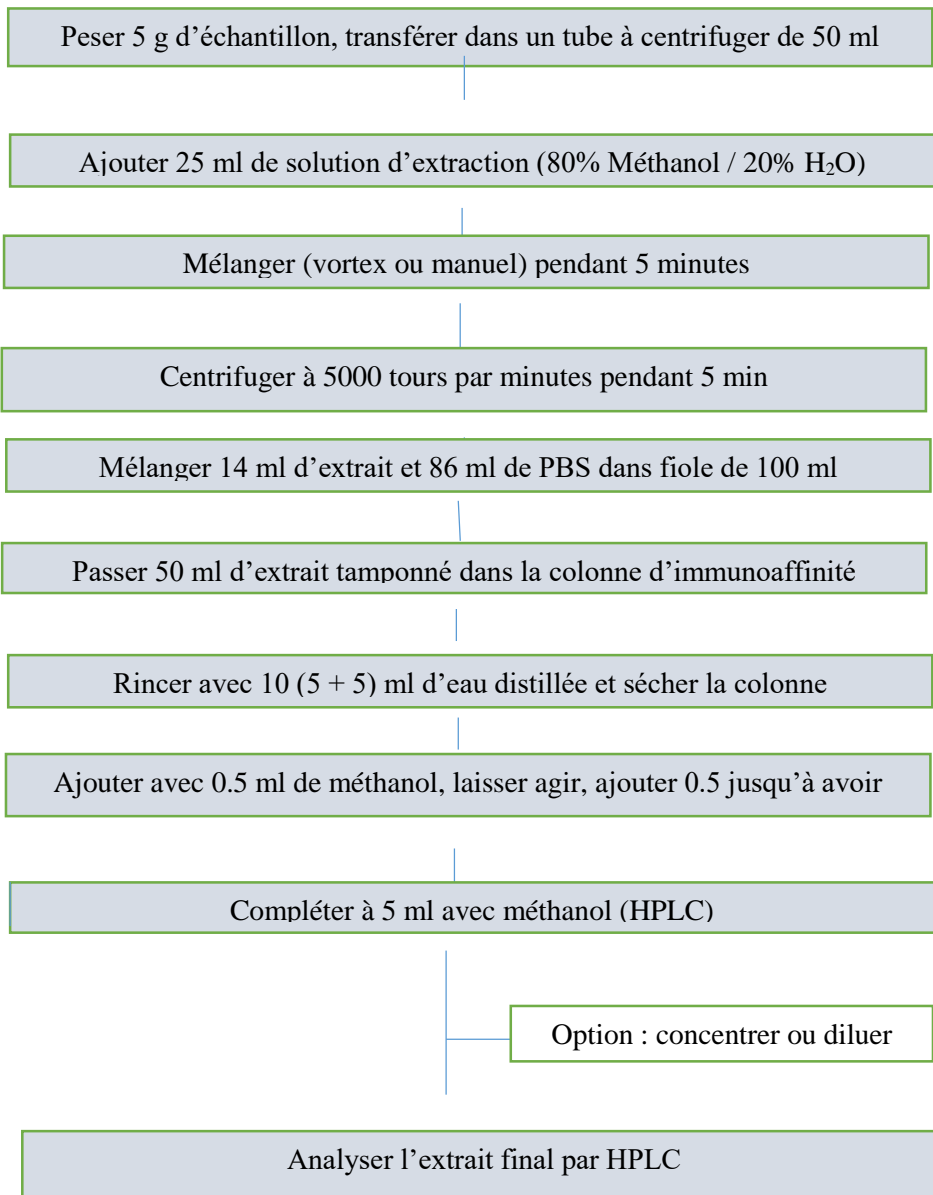 Peser 5 g d’échantillon, transférer dans un tube à centrifuger de 50 ml
Ajouter 25 ml de solution d’extraction (80% Méthanol / 20% H₂O)
Mélanger (vortex ou manuel) pendant 5 minutes
Centrifuger à 5000 tours par minutes pendant 5 min
Mélanger 14 ml d’extrait et 86 ml de PBS dans fiole de 100 ml
Passer 50 ml d’extrait tamponné dans la colonne d’immunoaffinité
Rincer avec 10 (5 + 5) ml d’eau distillée et sécher la colonne
Ajouter avec 0.5 ml de méthanol, laisser agir, ajouter 0.5 jusqu’à avoir
Compléter à 5 ml avec méthanol (HPLC)
Option : concentrer ou diluer
Analyser l’extrait final par HPLC